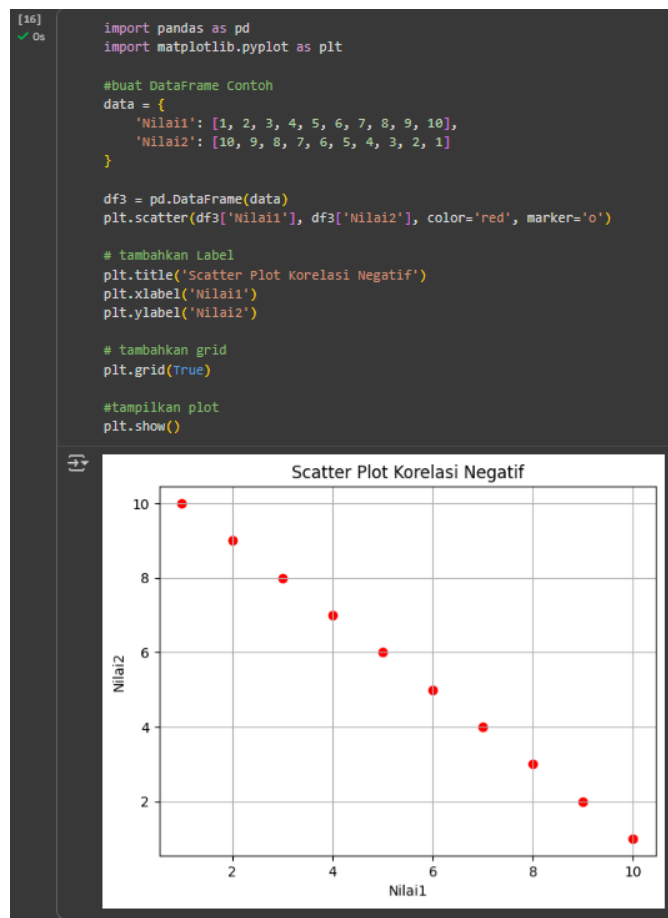 [16]
0s
import pandas as pd
import matplotlib.pyplot as plt
#buat DataFrame Contoh
data = {
'Nilai1': [1, 2, 3, 4, 5, 6, 7, 8, 9, 10],
'Nilai2': [10, 9, 8, 7, 6, 5, 4, 3, 2, 1]
}
df3 = pd.DataFrame(data)
plt.scatter(df3['Nilai1'], df3['Nilai2'], color='red', marker='o')
# tambahkan Label
plt.title('Scatter Plot Korelasi Negatif')
plt.xlabel('Nilai1')
plt.ylabel('Nilai2')
# tambahkan grid
plt.grid(True)
#tampilkan plot
plt.show()
Scatter Plot Korelasi Negatif
10
8
6
4
2
Nilai2
2 4 6 8 10
Nilai1